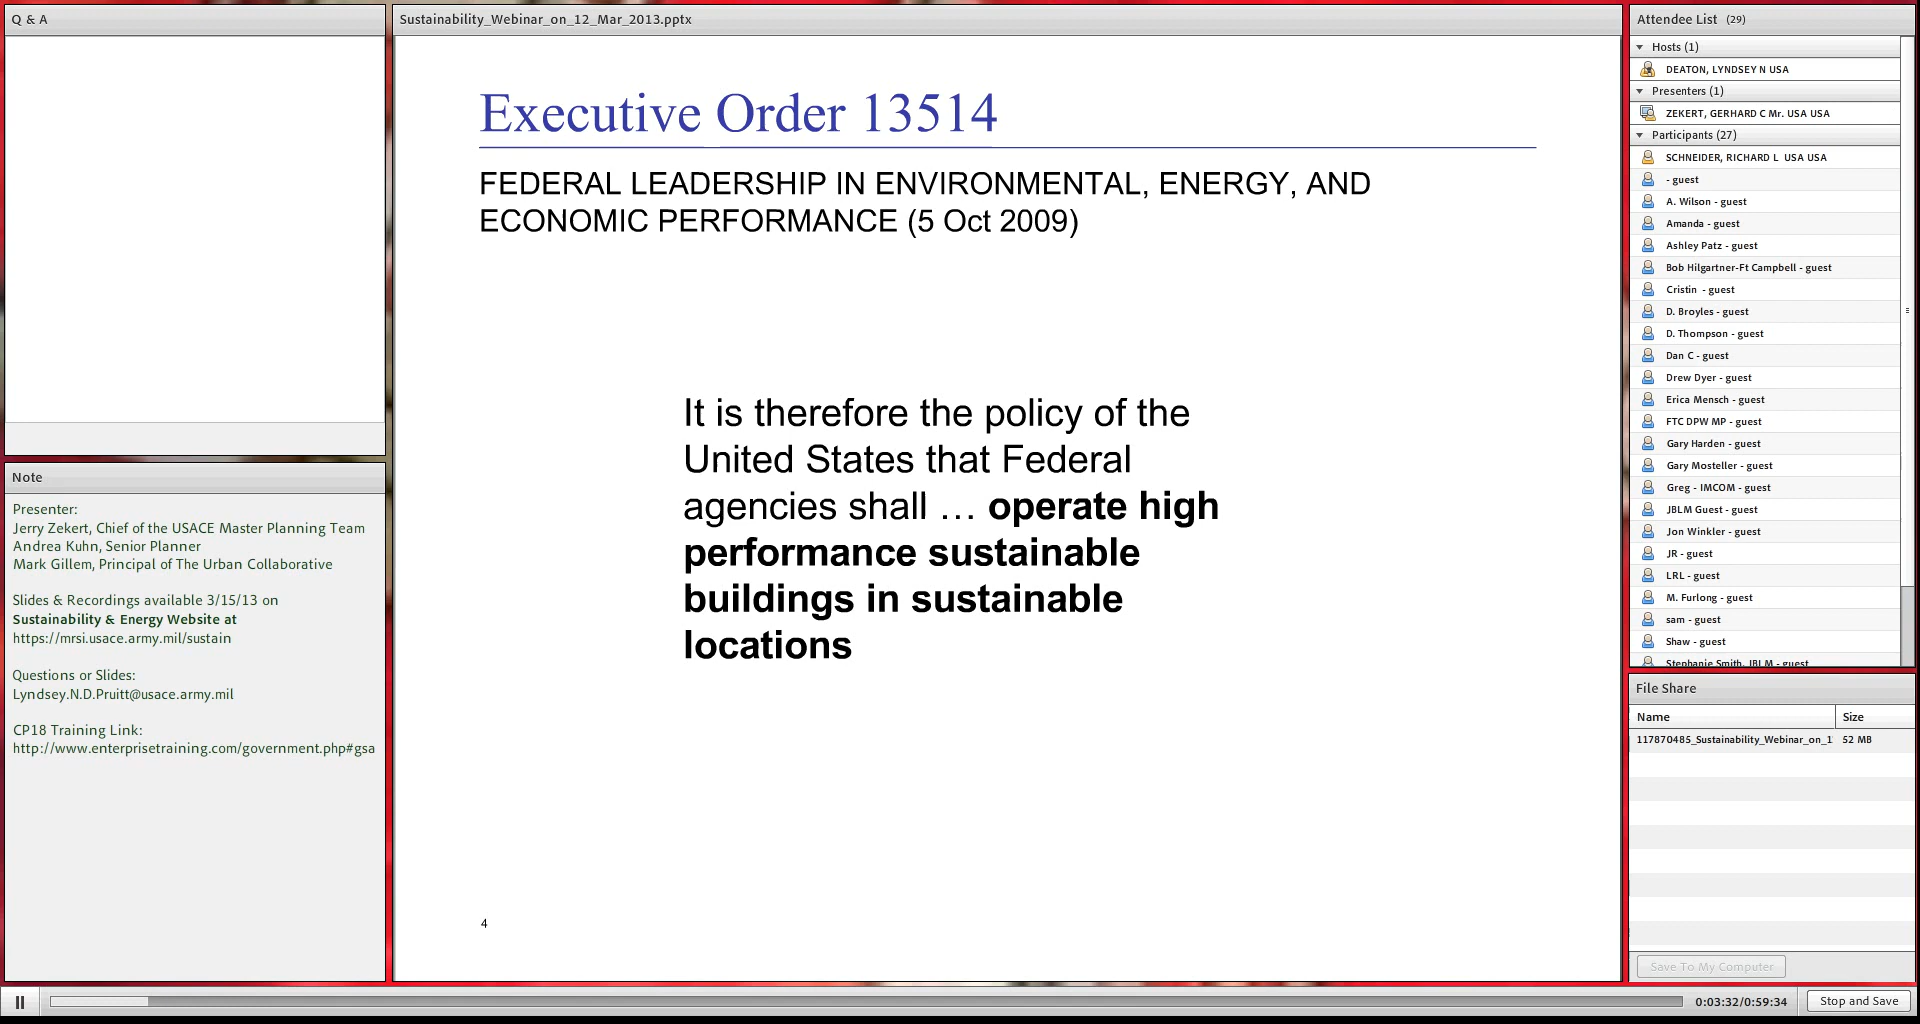 Q & A
Note
Presenter:
Jerry Zekert, Chief of the USACE Master Planning Team
Andrea Kuhn, Senior Planner
Mark Gillem, Principal of The Urban Collaborative
Slides & Recordings available 3/15/13 on
Sustainability & Energy Website at
https://mrsi.usace.army.mil/sustain
Questions or Slides:
Lyndsey.N.D.Pruitt@usace.army.mil
CP18 Training Link:
http://www.enterprisetraining.com/government.php#gsa
Sustainability_Webinar_on_12_Mar_2013.pptx
Executive Order 13514
FEDERAL LEADERSHIP IN ENVIRONMENTAL, ENERGY, AND
ECONOMIC PERFORMANCE (5 Oct 2009)
It is therefore the policy of the
United States that Federal
agencies shall … operate high
performance sustainable
buildings in sustainable
locations
4
Attendee List (29)
Hosts (1)
DEATON, LYNDSEY N USA
Presenters (1)
ZEKERT, GERHARD C Mr. USA USA
Participants (27)
SCHNEIDER, RICHARD L USA USA
- guest
A. Wilson - guest
Amanda - guest
Ashley Patz - guest
Bob Hilgartner-Ft Campbell - guest
Cristin - guest
D. Broyles - guest
D. Thompson - guest
Dan C - guest
Drew Dyer - guest
Erica Mensch - guest
FTC DPW MP - guest
Gary Harden - guest
Gary Mosteller - guest
Greg - IMCOM - guest
JBLM Guest - guest
Jon Winkler - guest
JR - guest
LRL - guest
M. Furlong - guest
sam - guest
Shaw - guest
Stephanie Smith, JBLM - guest
File Share
Name Size
117870485_Sustainability_Webinar_on_1 52 MB
Save To My Computer
0:03:32/0:59:34
Stop and Save